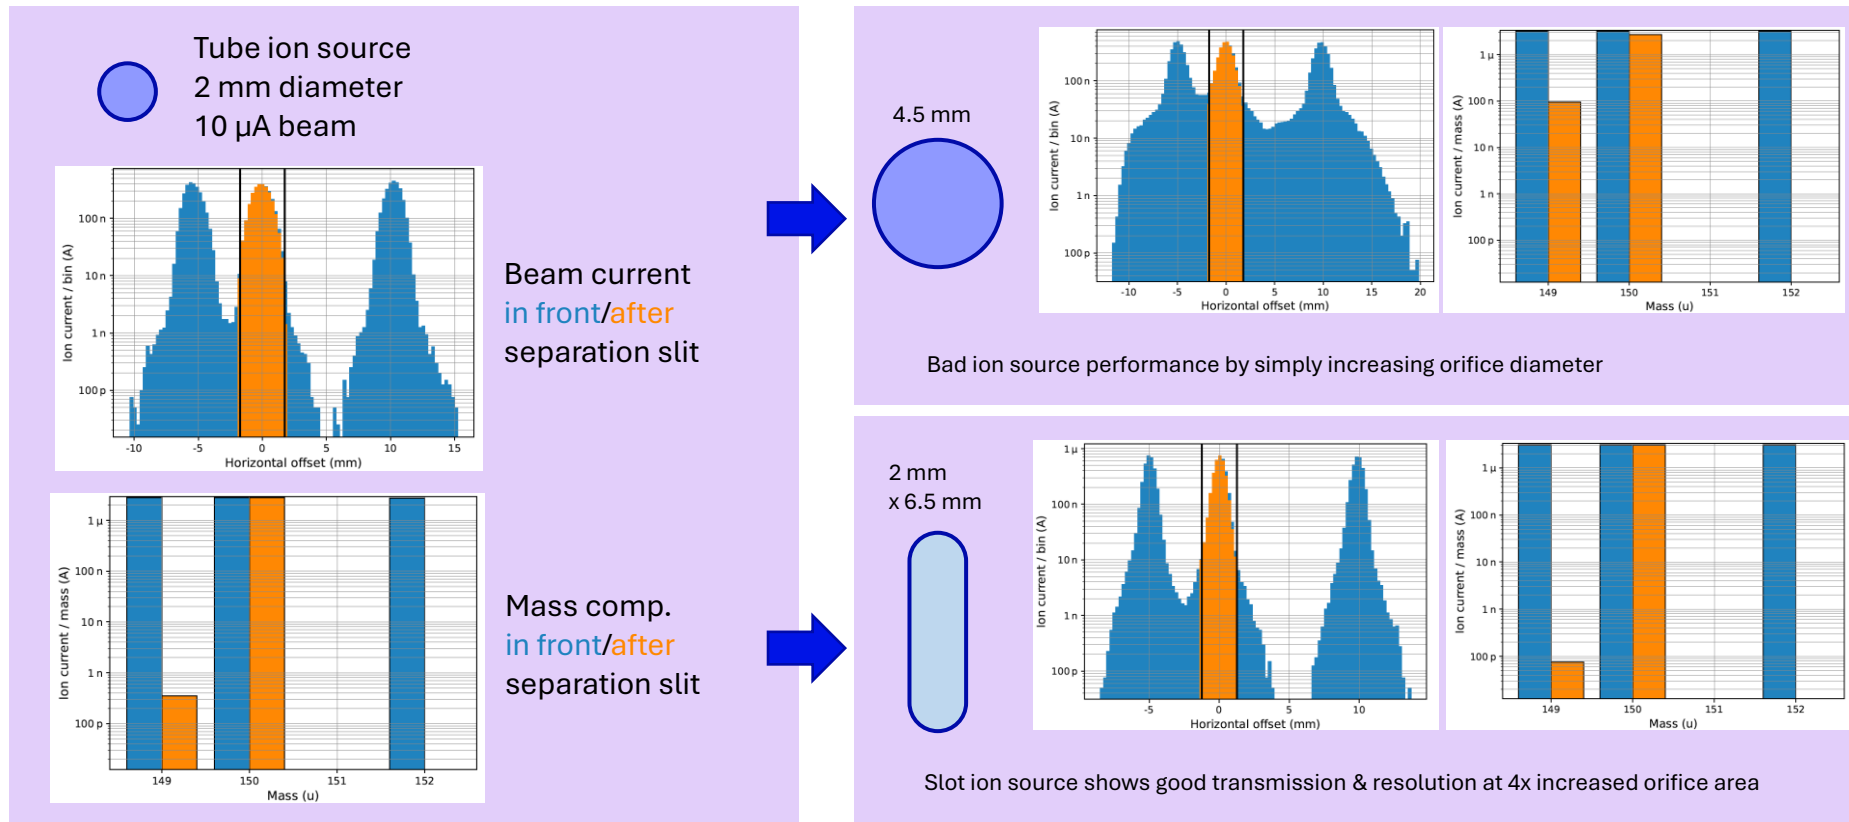 Tube ion source
2 mm diameter
10 µA beam
Ion current / bin (A)
100 n
10 n
1 n
100 p
-10 -5 0 5 10 15
Horizontal offset (mm)
Beam current
in front/after
separation slit
Ion current / mass (A)
1 µ
100 n
10 n
1 n
100 p
149 150 151 152
Mass (u)
Mass comp.
in front/after
separation slit
4.5 mm
Ion current / bin (A)
100 n
10 n
1 n
100 p
-10 -5 0 5 10 15 20
Horizontal offset (mm)
Ion current / mass (A)
1 µ
100 n
10 n
1 n
100 p
149 150 151 152
Mass (u)
Bad ion source performance by simply increasing orifice diameter
2 mm
x 6.5 mm
Ion current / bin (A)
1 µ
100 n
10 n
1 n
100 p
-5 0 5 10
Horizontal offset (mm)
Ion current / mass (A)
1 µ
100 n
10 n
1 n
100 p
149 150 151 152
Mass (u)
Slot ion source shows good transmission & resolution at 4x increased orifice area